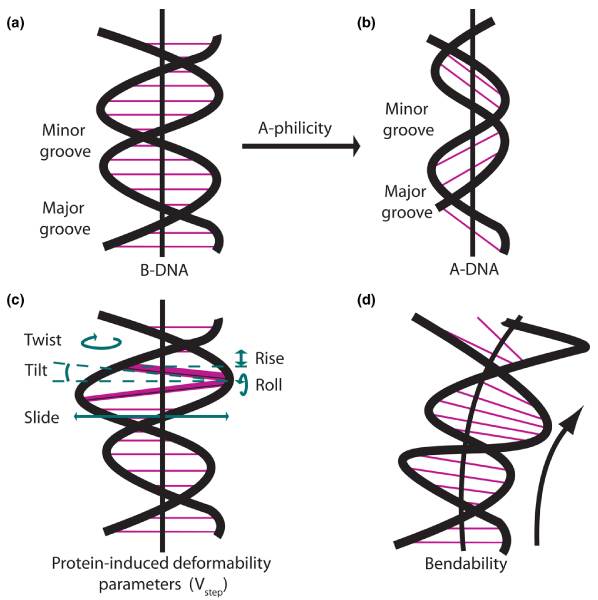 (a)
Minor
groove
Major
groove
B-DNA
A-philicity
(b)
Minor
groove
Major
groove
A-DNA
(c)
Twist
Tilt
Slide
Rise
Roll
Protein-induced deformability
parameters (Vstep)
(d)
Bendability